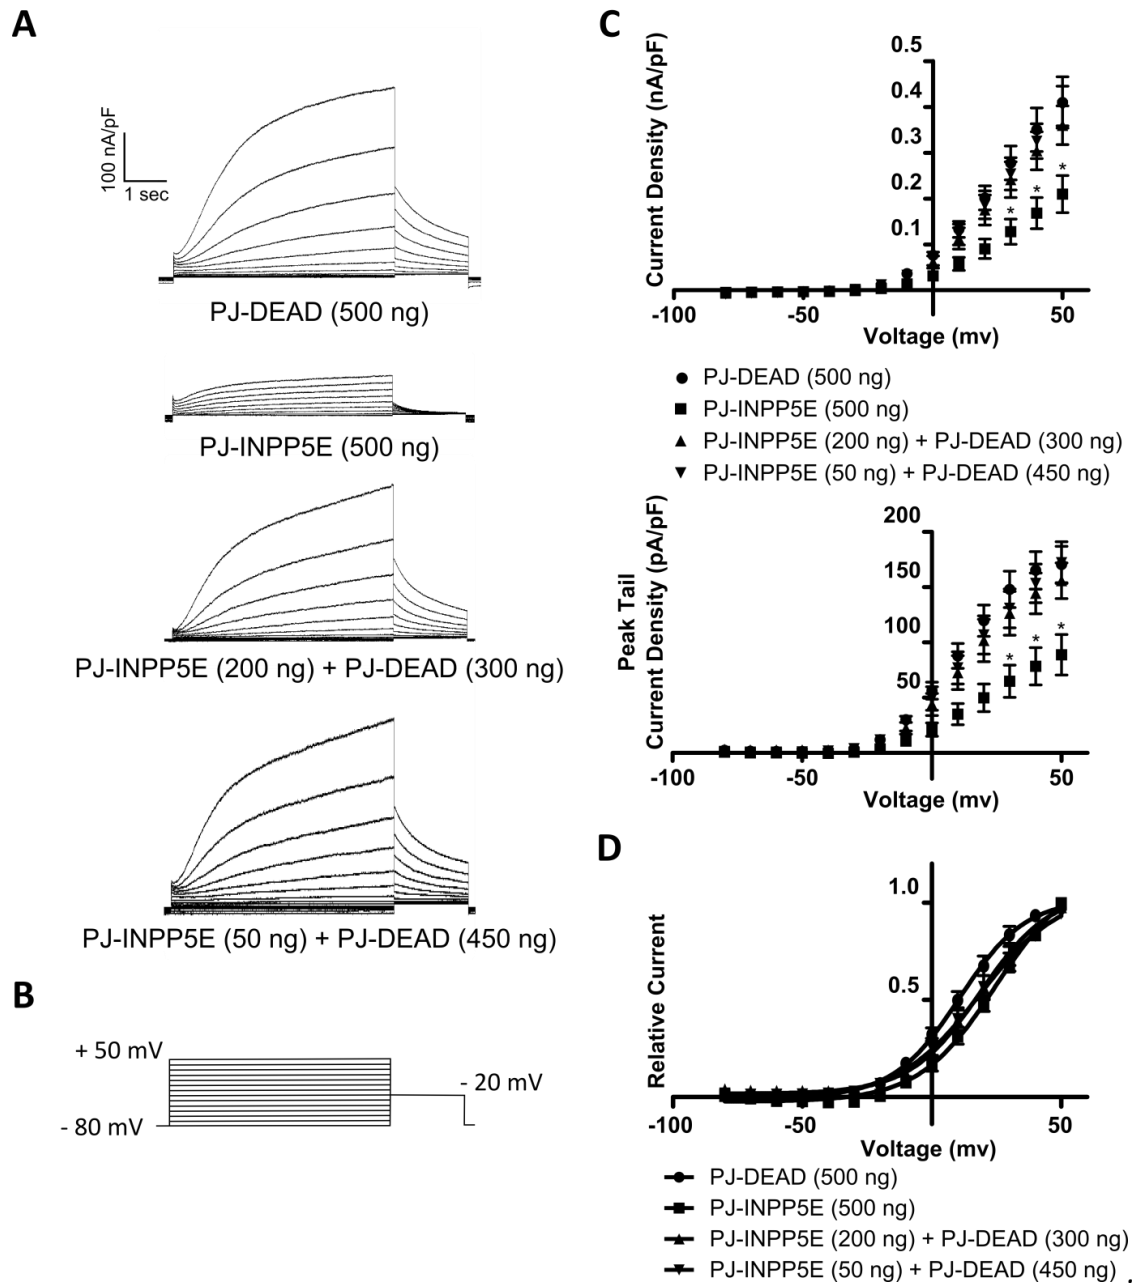 A
100 nA/pF
1 sec
PJ-DEAD (500 ng)
PJ-INPP5E (500 ng)
PJ-INPP5E (200 ng) + PJ-DEAD (300 ng)
PJ-INPP5E (50 ng) + PJ-DEAD (450 ng)
B
+ 50 mV
- 20 mV
- 80 mV
C
Current Density (nA/pF)
0.5
0.4
0.3
0.2
0.1
* * *
-100 -50 50
Voltage (mv)
PJ-DEAD (500 ng)
PJ-INPP5E (500 ng)
PJ-INPP5E (200 ng) + PJ-DEAD (300 ng)
PJ-INPP5E (50 ng) + PJ-DEAD (450 ng)
Peak Tail
Current Density (pA/pF)
200
150
100
50
* * *
-100 -50 50
Voltage (mv)
D
Relative Current
1.0
0.5
-100 -50 50
Voltage (mv)
PJ-DEAD (500 ng)
PJ-INPP5E (500 ng)
PJ-INPP5E (200 ng) + PJ-DEAD (300 ng)
PJ-INPP5E (50 ng) + PJ-DEAD (450 ng) .